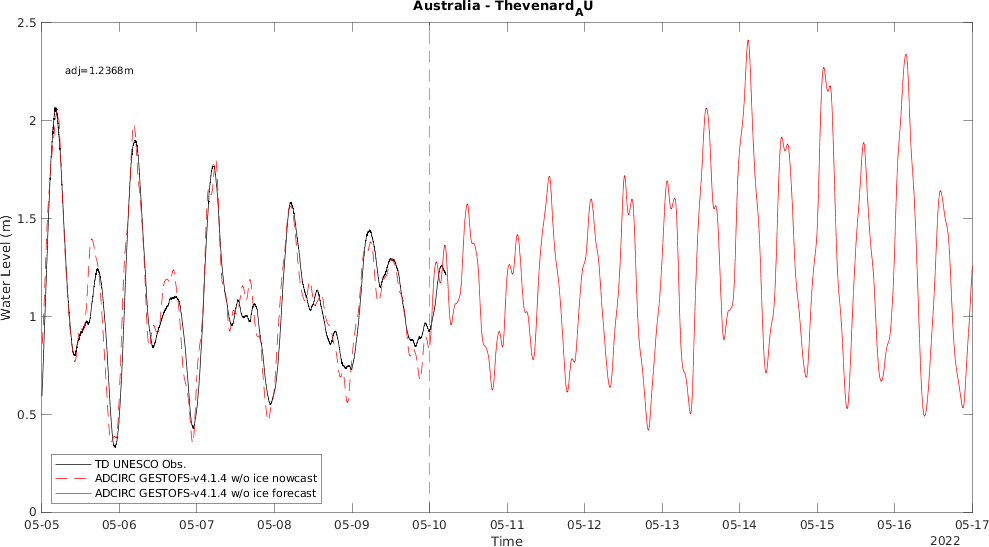 Australia - Thevenard_AU
adj=1.2368m
Water Level (m)
2.5
2
1.5
1
0.5
0
TD UNESCO Obs.
ADCIRC GESTOFS-v4.1.4 w/o ice nowcast
ADCIRC GESTOFS-v4.1.4 w/o ice forecast
05-05 05-06 05-07 05-08 05-09 05-10 05-11 05-12 05-13 05-14 05-15 05-16 05-17
Time
2022